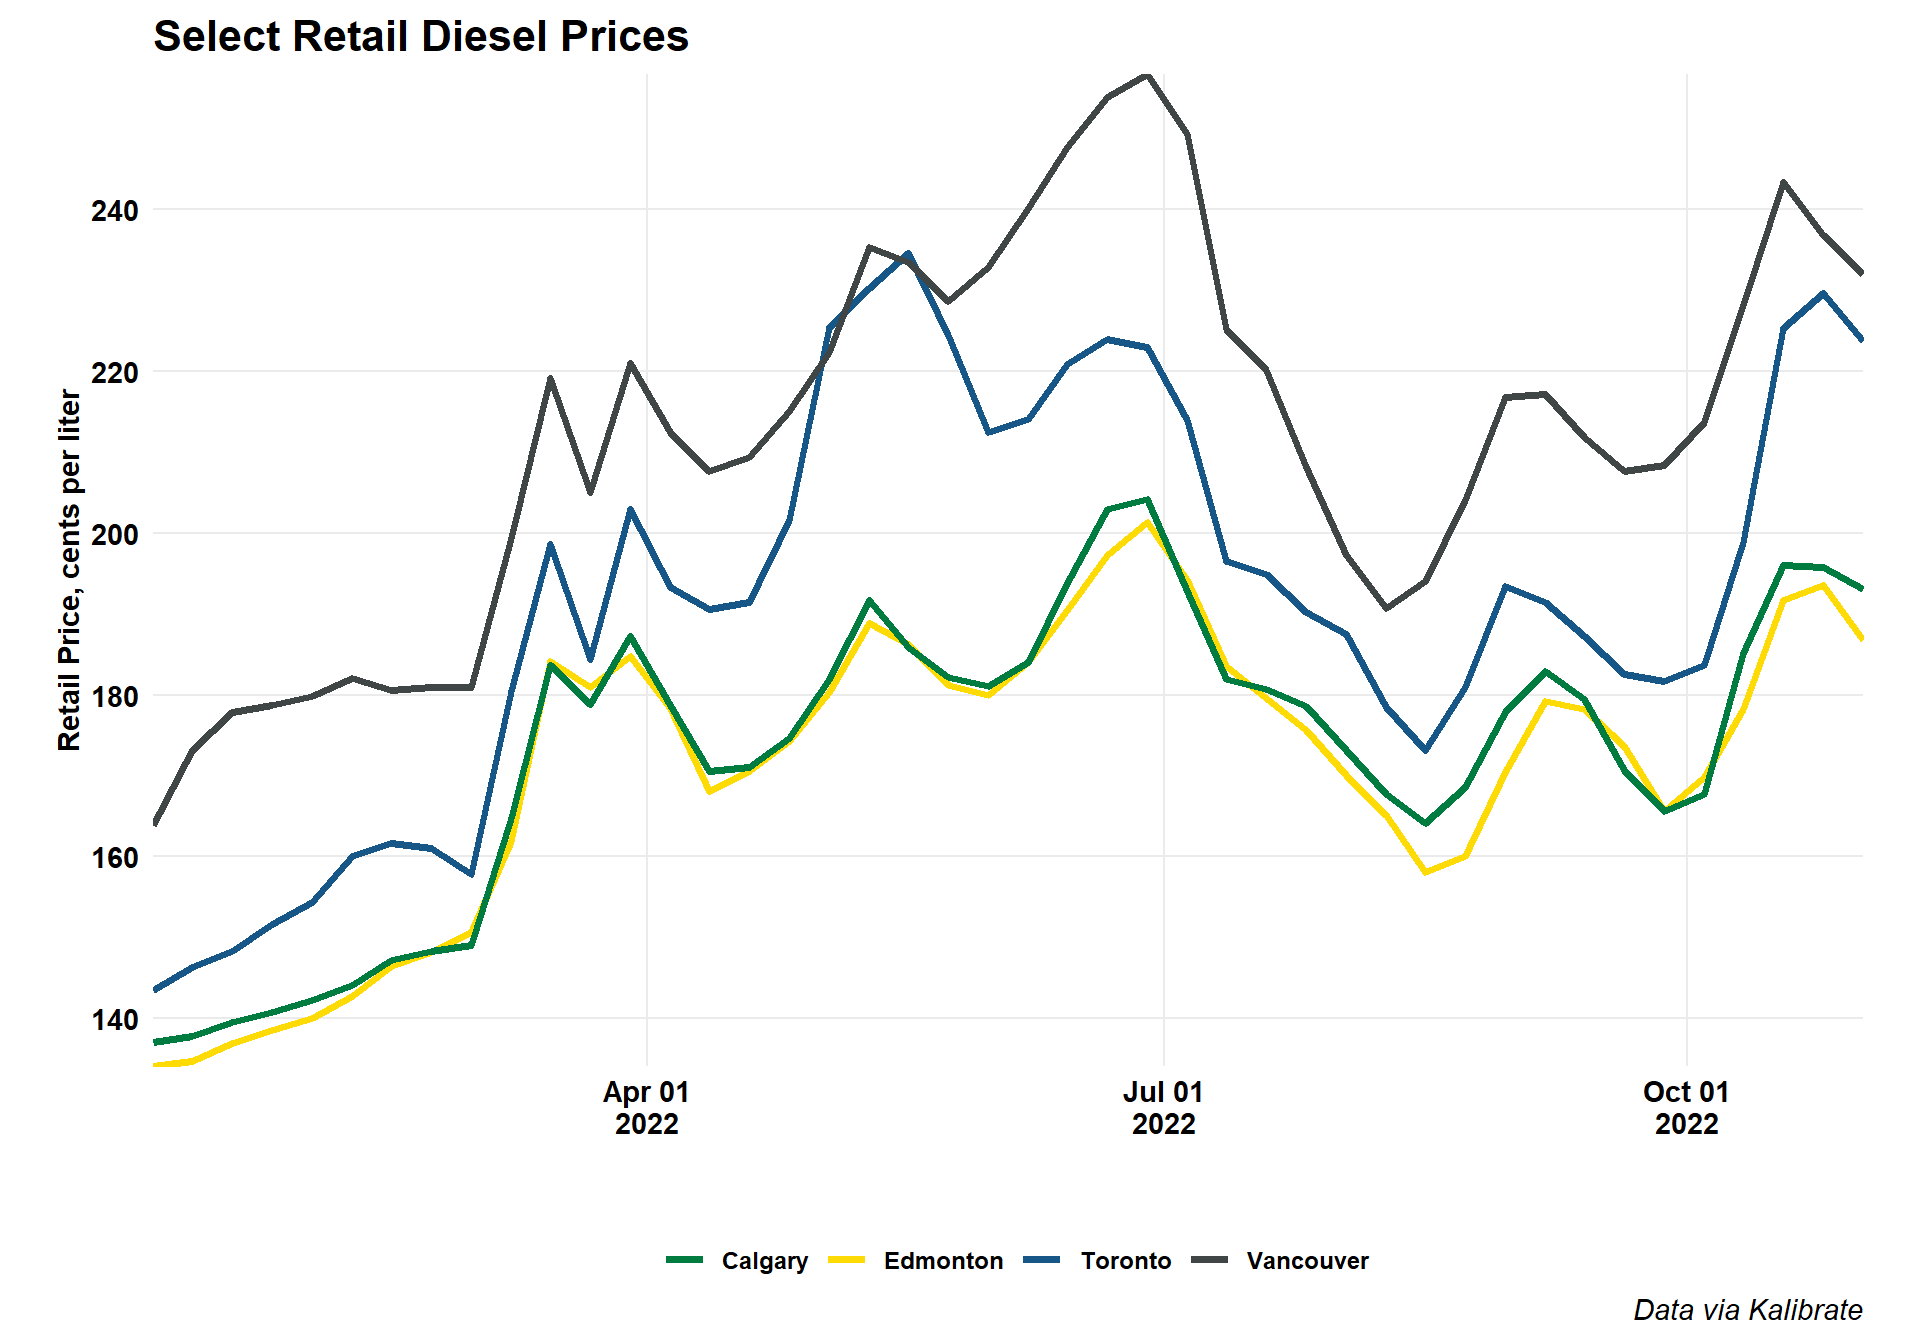 Select Retail Diesel Prices
Retail Price, cents per liter
240
220
200
180
160
140
Apr 01
2022
Jul 01
2022
Oct 01
2022
Calgary
Edmonton
Toronto
Vancouver
Data via Kalibrate